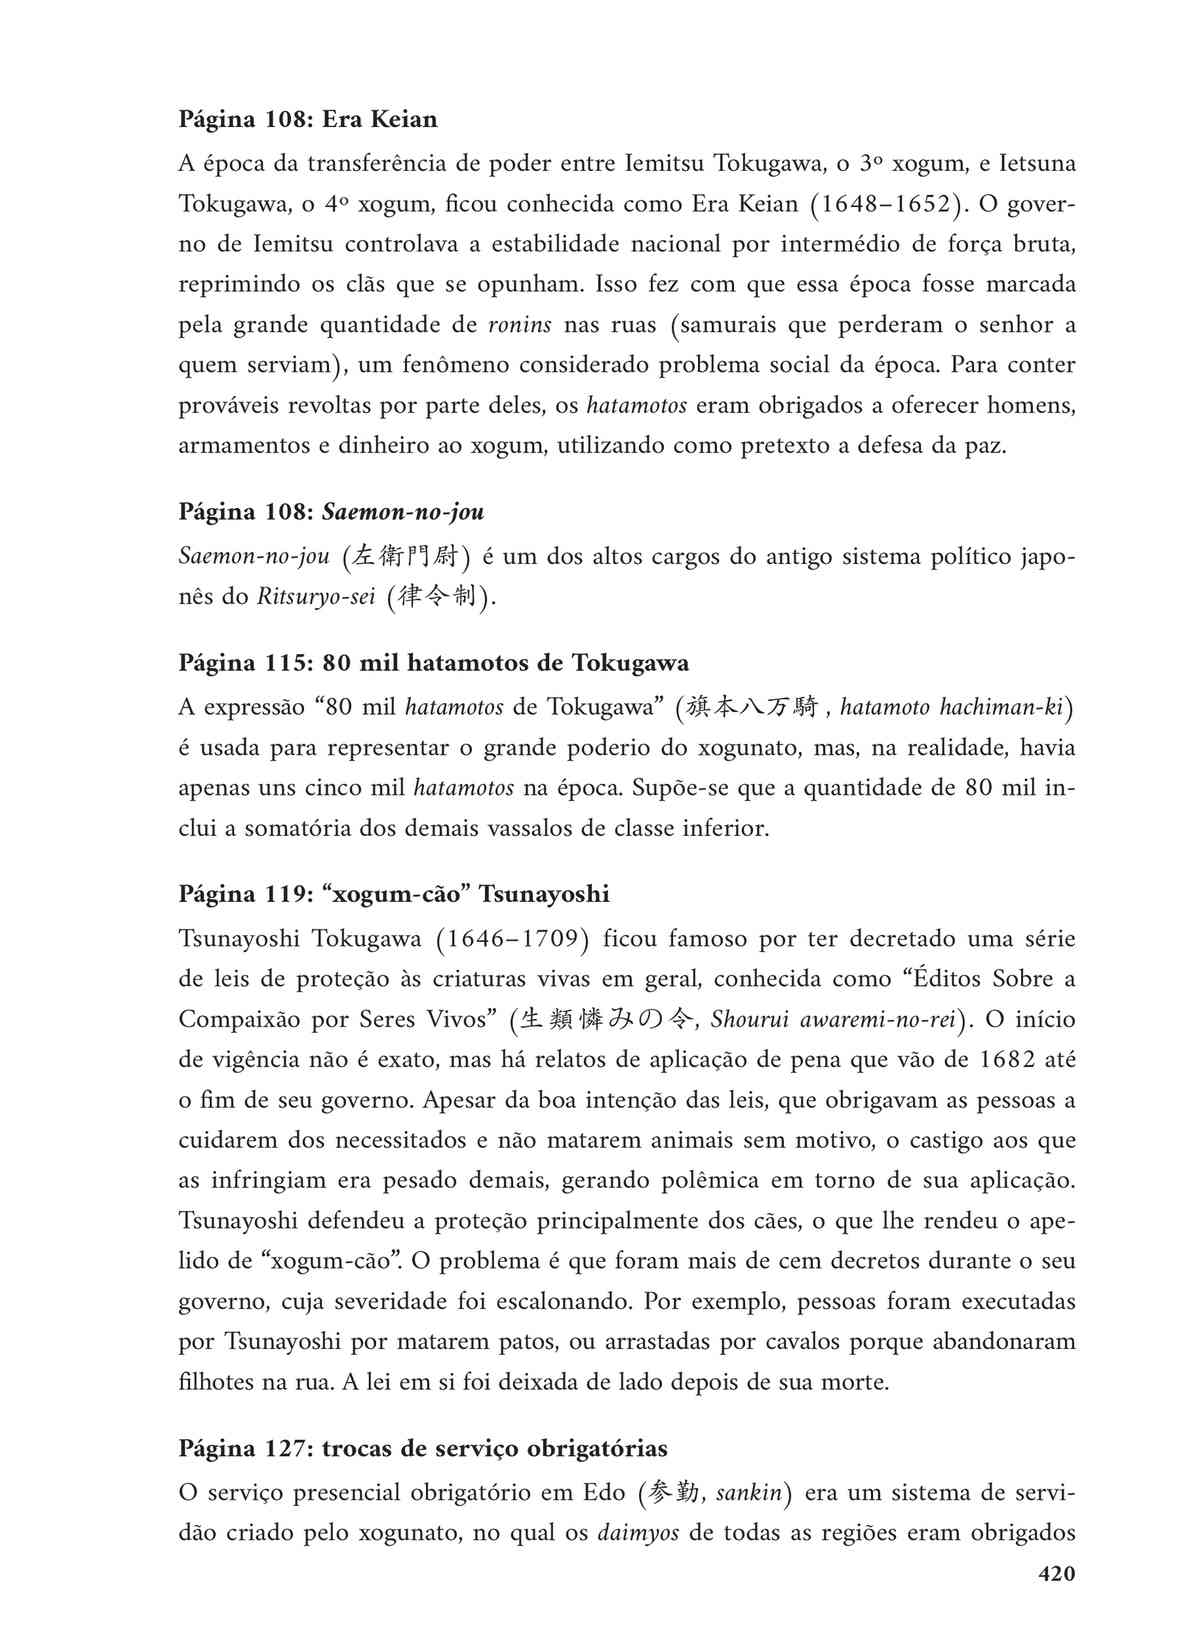 Página 108: Era Keian
A época da transferência de poder entre Iemitsu Tokugawa, o 3º xogum, e Ietsuna
Tokugawa, o 4º xogum, ficou conhecida como Era Keian (1648–1652). O gover-
no de Iemitsu controlava a estabilidade nacional por intermédio de força bruta,
reprimindo os clãs que se opunham. Isso fez com que essa época fosse marcada
pela grande quantidade de ronins nas ruas (samurais que perderam o senhor a
quem serviam), um fenômeno considerado problema social da época. Para conter
prováveis revoltas por parte deles, os hatamotos eram obrigados a oferecer homens,
armamentos e dinheiro ao xogum, utilizando como pretexto a defesa da paz.
Página 108: Saemon-no-jou
Saemon-no-jou (左衛門尉) é um dos altos cargos do antigo sistema político japo-
nês do Ritsuryo-sei (律令制).
Página 115: 80 mil hatamotos de Tokugawa
A expressão “80 mil hatamotos de Tokugawa” (旗本八万騎, hatamoto hachiman-ki)
é usada para representar o grande poderio do xogunato, mas, na realidade, havia
apenas uns cinco mil hatamotos na época. Supõe-se que a quantidade de 80 mil in-
clui a somatória dos demais vassalos de classe inferior.
Página 119: “xogum-cão” Tsunayoshi
Tsunayoshi Tokugawa (1646–1709) ficou famoso por ter decretado uma série
de leis de proteção às criaturas vivas em geral, conhecida como “Éditos Sobre a
Compaixão por Seres Vivos” (生類憐みの令, Shourui awaremi-no-rei). O início
de vigência não é exato, mas há relatos de aplicação de pena que vão de 1682 até
o fim de seu governo. Apesar da boa intenção das leis, que obrigavam as pessoas a
cuidarem dos necessitados e não matarem animais sem motivo, o castigo aos que
as infringiam era pesado demais, gerando polêmica em torno de sua aplicação.
Tsunayoshi defendeu a proteção principalmente dos cães, o que lhe rendeu o ape-
lido de “xogum-cão”. O problema é que foram mais de cem decretos durante o seu
governo, cuja severidade foi escalonando. Por exemplo, pessoas foram executadas
por Tsunayoshi por matarem patos, ou arrastadas por cavalos porque abandonaram
filhotes na rua. A lei em si foi deixada de lado depois de sua morte.
Página 127: trocas de serviço obrigatórias
O serviço presencial obrigatório em Edo (参勤, sankin) era um sistema de servi-
dão criado pelo xogunato, no qual os daimyos de todas as regiões eram obrigados
420